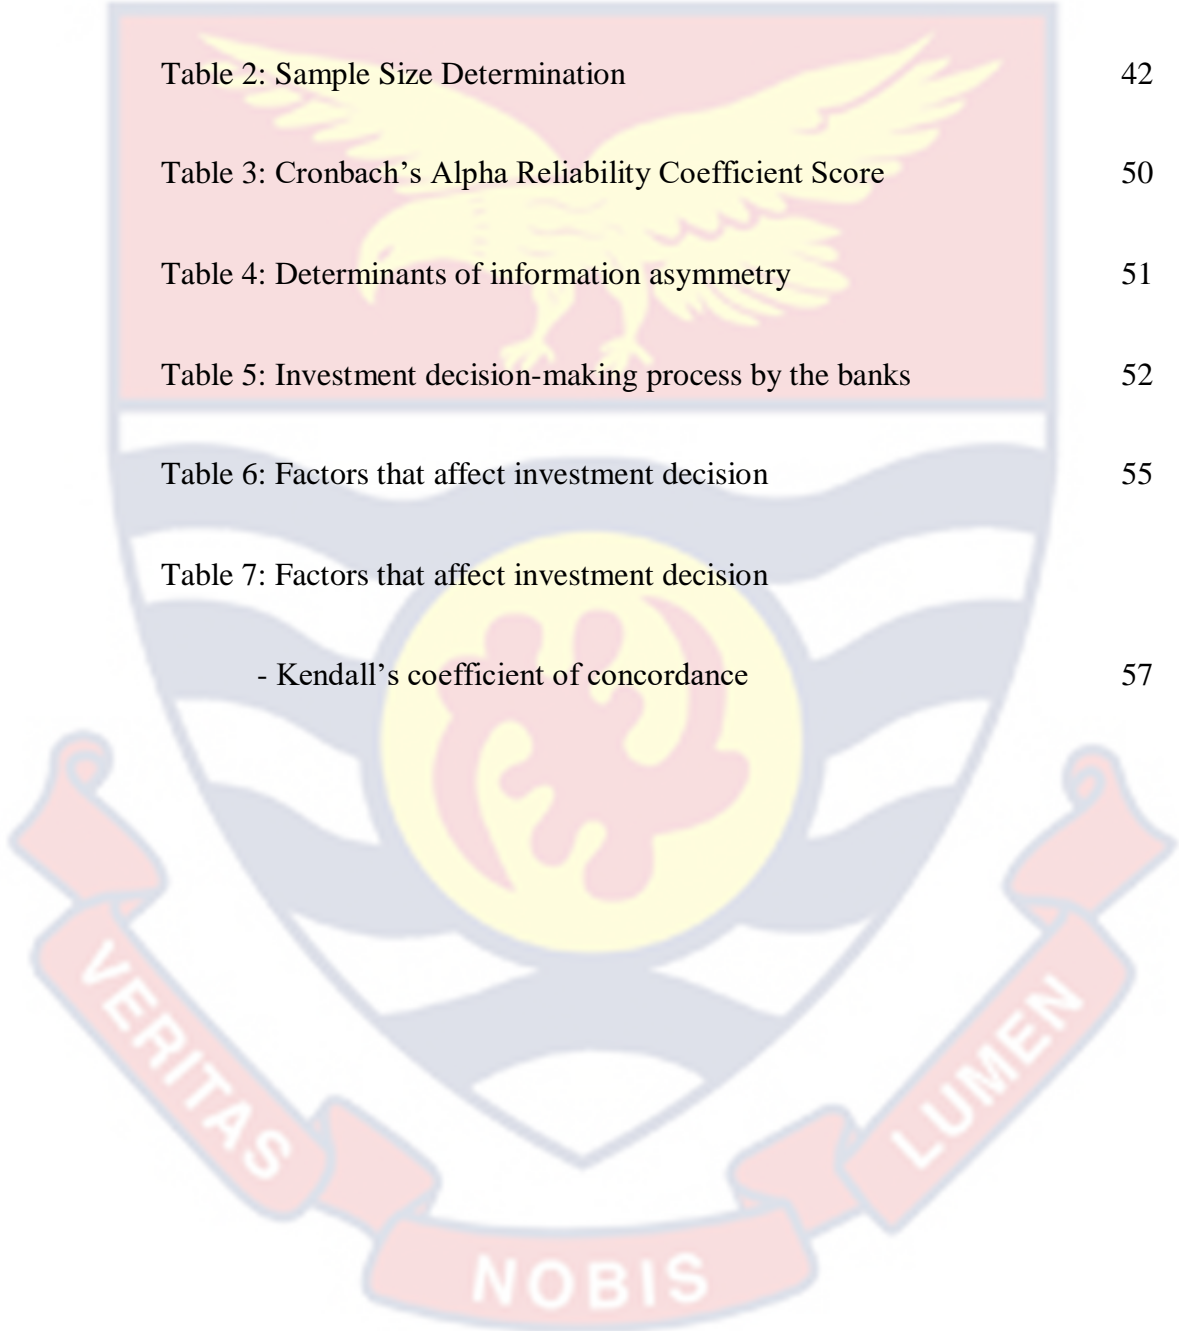 Table 2: Sample Size Determination 42
Table 3: Cronbach’s Alpha Reliability Coefficient Score 50
Table 4: Determinants of information asymmetry 51
Table 5: Investment decision-making process by the banks 52
Table 6: Factors that affect investment decision 55
Table 7: Factors that affect investment decision
- Kendall’s coefficient of concordance 57
VERITAS
NOBIS
LUMEN